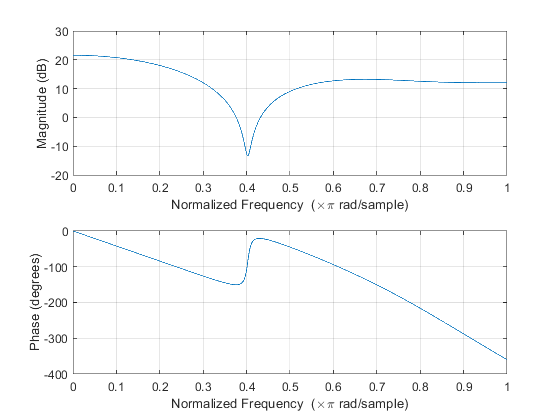 30
20
10
0
-10
-20
Magnitude (dB)
0 0.1 0.2 0.3 0.4 0.5 0.6 0.7 0.8 0.9 1
Normalized Frequency (×π rad/sample)
0
-100
-200
-300
-400
Phase (degrees)
0 0.1 0.2 0.3 0.4 0.5 0.6 0.7 0.8 0.9 1
Normalized Frequency (×π rad/sample)